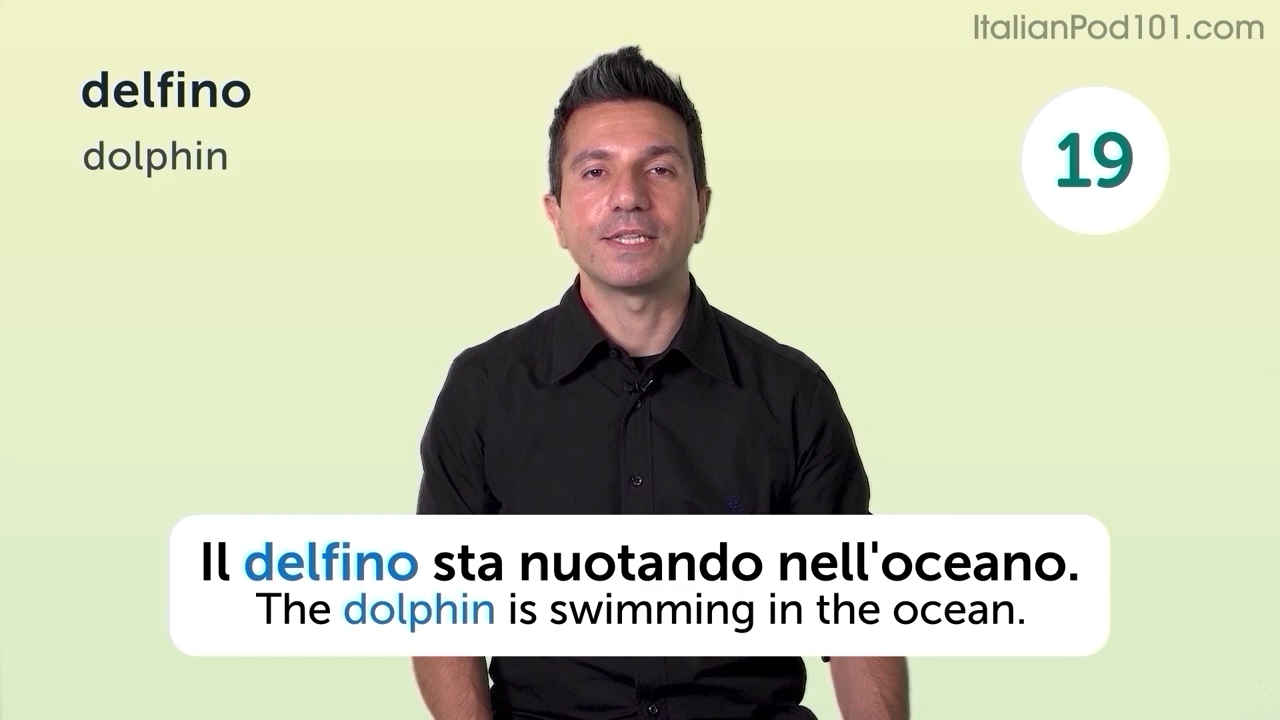 ItalianPod101.com
delfino
dolphin
19
Il delfino sta nuotando nell'oceano.
The dolphin is swimming in the ocean.